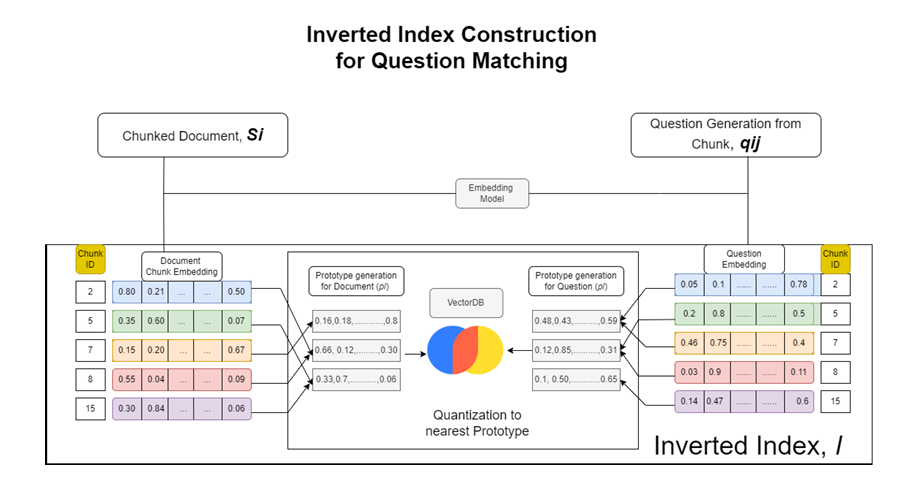 Inverted Index Construction
for Question Matching
Chunked Document, Si
Question Generation from
Chunk, qij
Embedding
Model
Chunk
ID
Document
Chunk Embedding
2
0.80 0.21 ... ... 0.50
5
0.35 0.60 ... ... 0.07
7
0.15 0.20 ... ... 0.67
8
0.55 0.04 ... ... 0.09
15
0.30 0.84 ... ... 0.06
Prototype generation
for Document (pl)
0.16,0.18,............,0.8
0.66, 0.12,.........,0.30
0.33,0.7,............,0.06
VectorDB
Prototype generation
for Question (pl)
0.48,0.43,...........,0.59
0.12,0.85,...........,0.31
0.1, 0.50,...........0.65
Quantization to
nearest Prototype
Question
Embedding
Chunk
ID
0.05 0.1 ...... ...... 0.78
2
0.2 0.8 ...... ...... 0.5
5
0.46 0.75 ...... ...... 0.4
7
0.03 0.9 ...... ...... 0.11
8
0.14 0.47 ...... ...... 0.6
15
Inverted Index, I